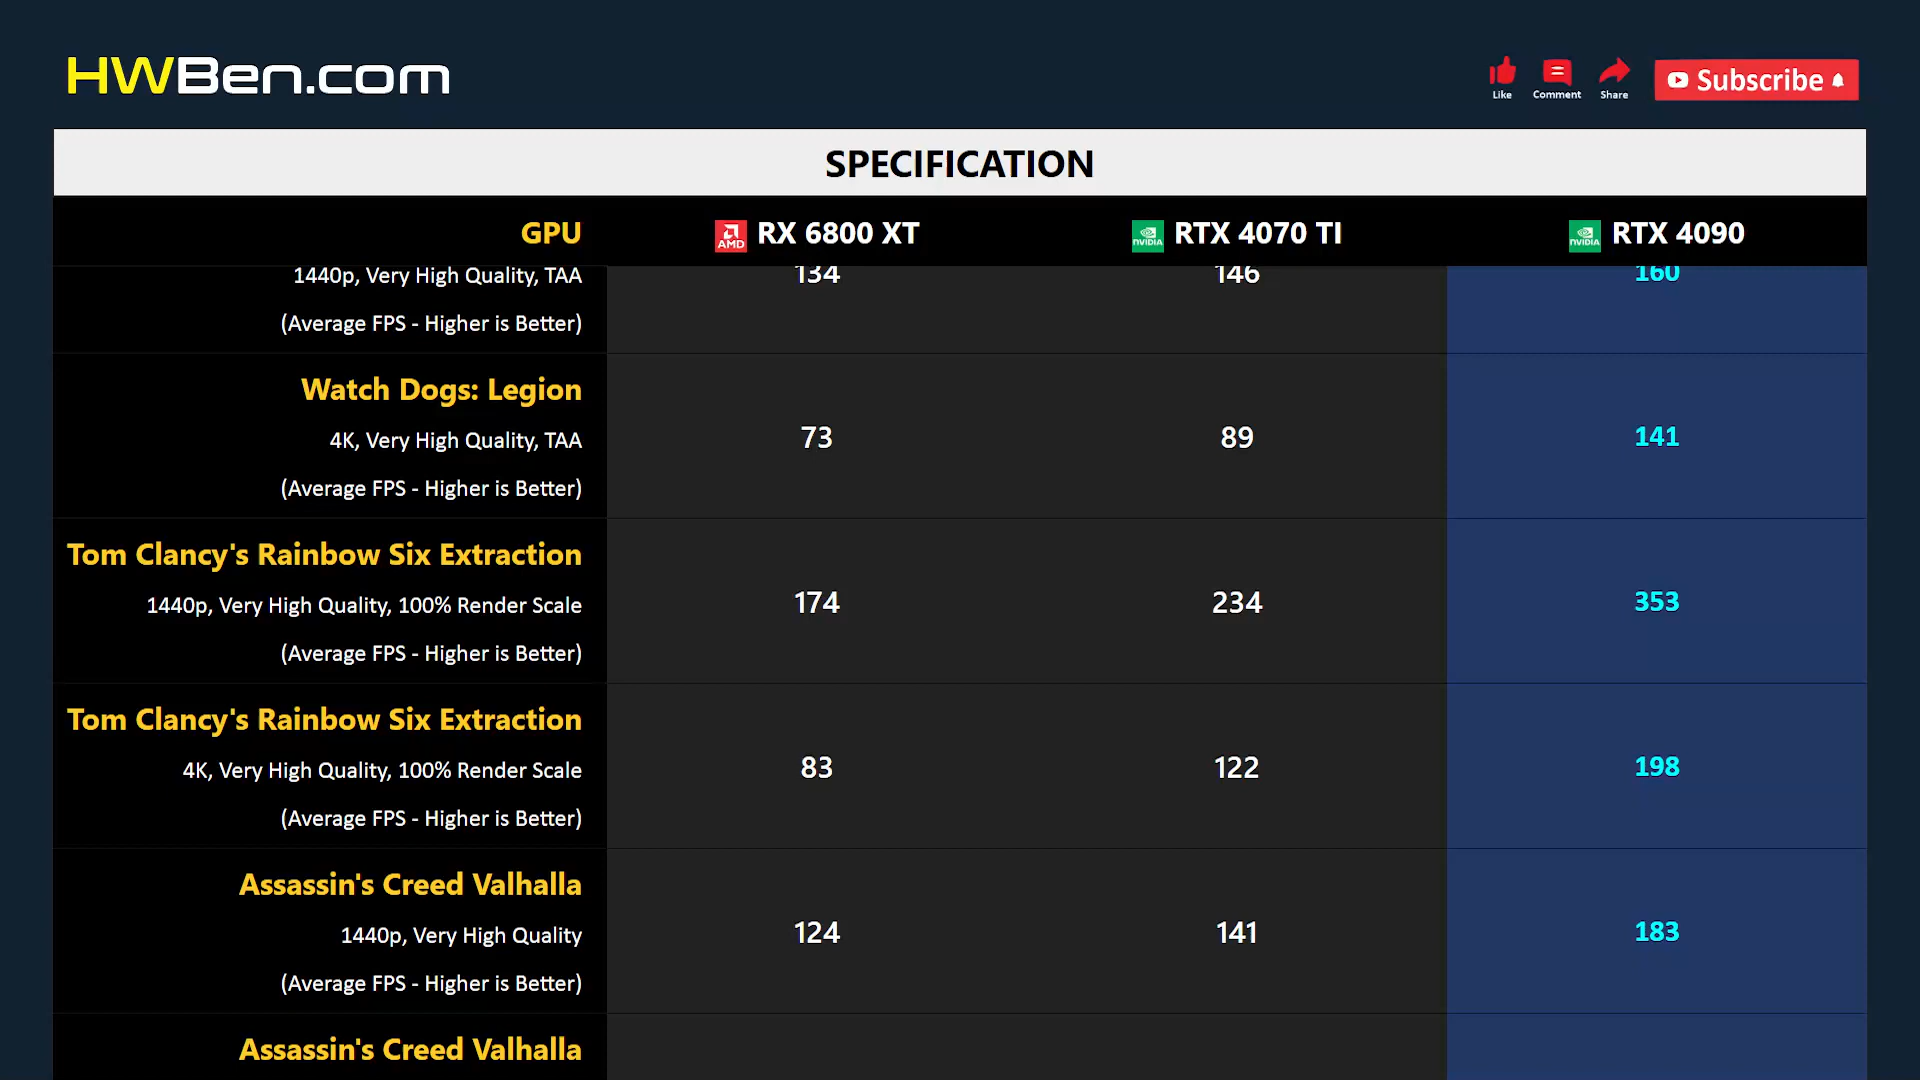 HWBen.com
Like
Comment
Share
Subscribe
SPECIFICATION
GPU
AMD RX 6800 XT
NVIDIA RTX 4070 TI
NVIDIA RTX 4090
1440p, Very High Quality, TAA
134
146
160
(Average FPS - Higher is Better)
Watch Dogs: Legion
4K, Very High Quality, TAA
73
89
141
(Average FPS - Higher is Better)
Tom Clancy's Rainbow Six Extraction
1440p, Very High Quality, 100% Render Scale
174
234
353
(Average FPS - Higher is Better)
Tom Clancy's Rainbow Six Extraction
4K, Very High Quality, 100% Render Scale
83
122
198
(Average FPS - Higher is Better)
Assassin's Creed Valhalla
1440p, Very High Quality
124
141
183
(Average FPS - Higher is Better)
Assassin's Creed Valhalla